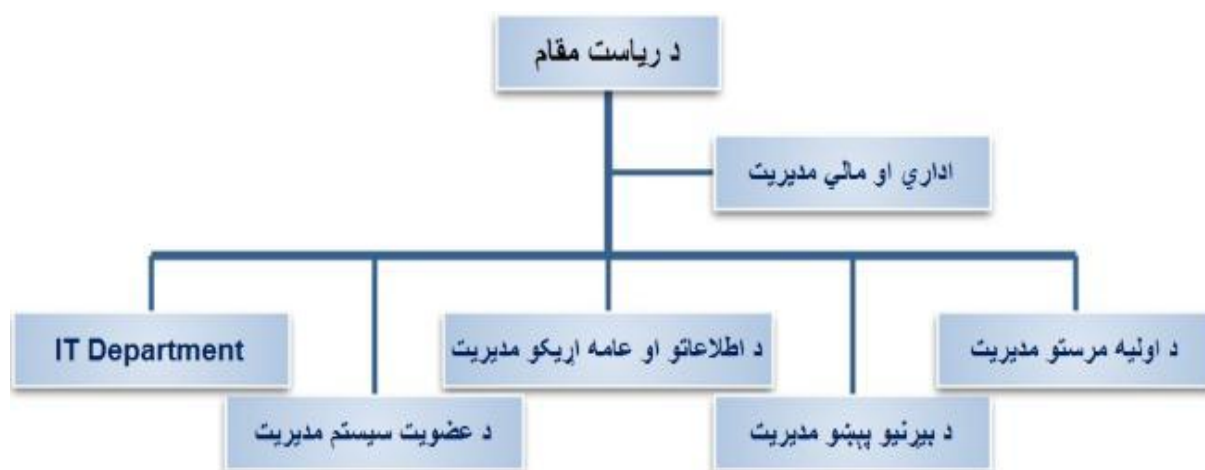 د ریاست مقام
اداري او مالي مدیریت
د اولیه مرستو مدیریت
د بیړنیو پېښو مدیریت
د اطلاعاتو او عامه اړیکو مدیریت
د عضویت سیستم مدیریت
IT Department